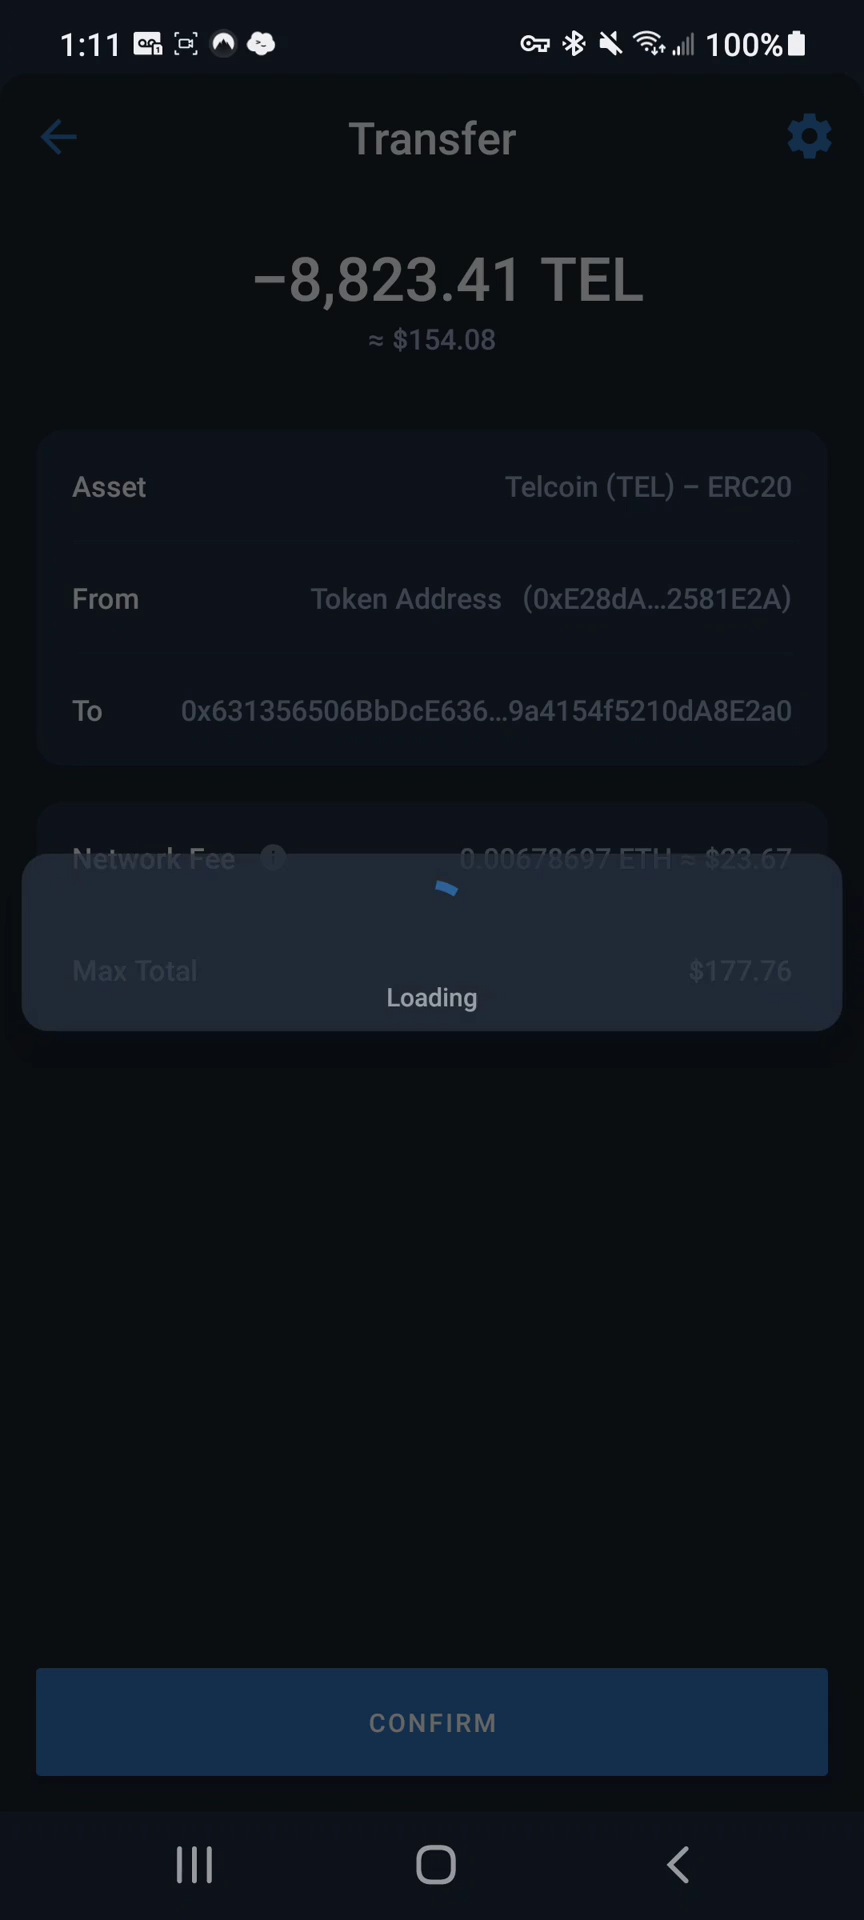 1:11 100%
Transfer
–8,823.41 TEL
≈ $154.08
Asset Telcoin (TEL) – ERC20
From Token Address (0xE28dA...2581E2A)
To 0x631356506BbDcE636...9a4154f5210dA8E2a0
Network Fee 0.00678697 ETH ≈ $23.67
Max Total $177.76
Loading
CONFIRM